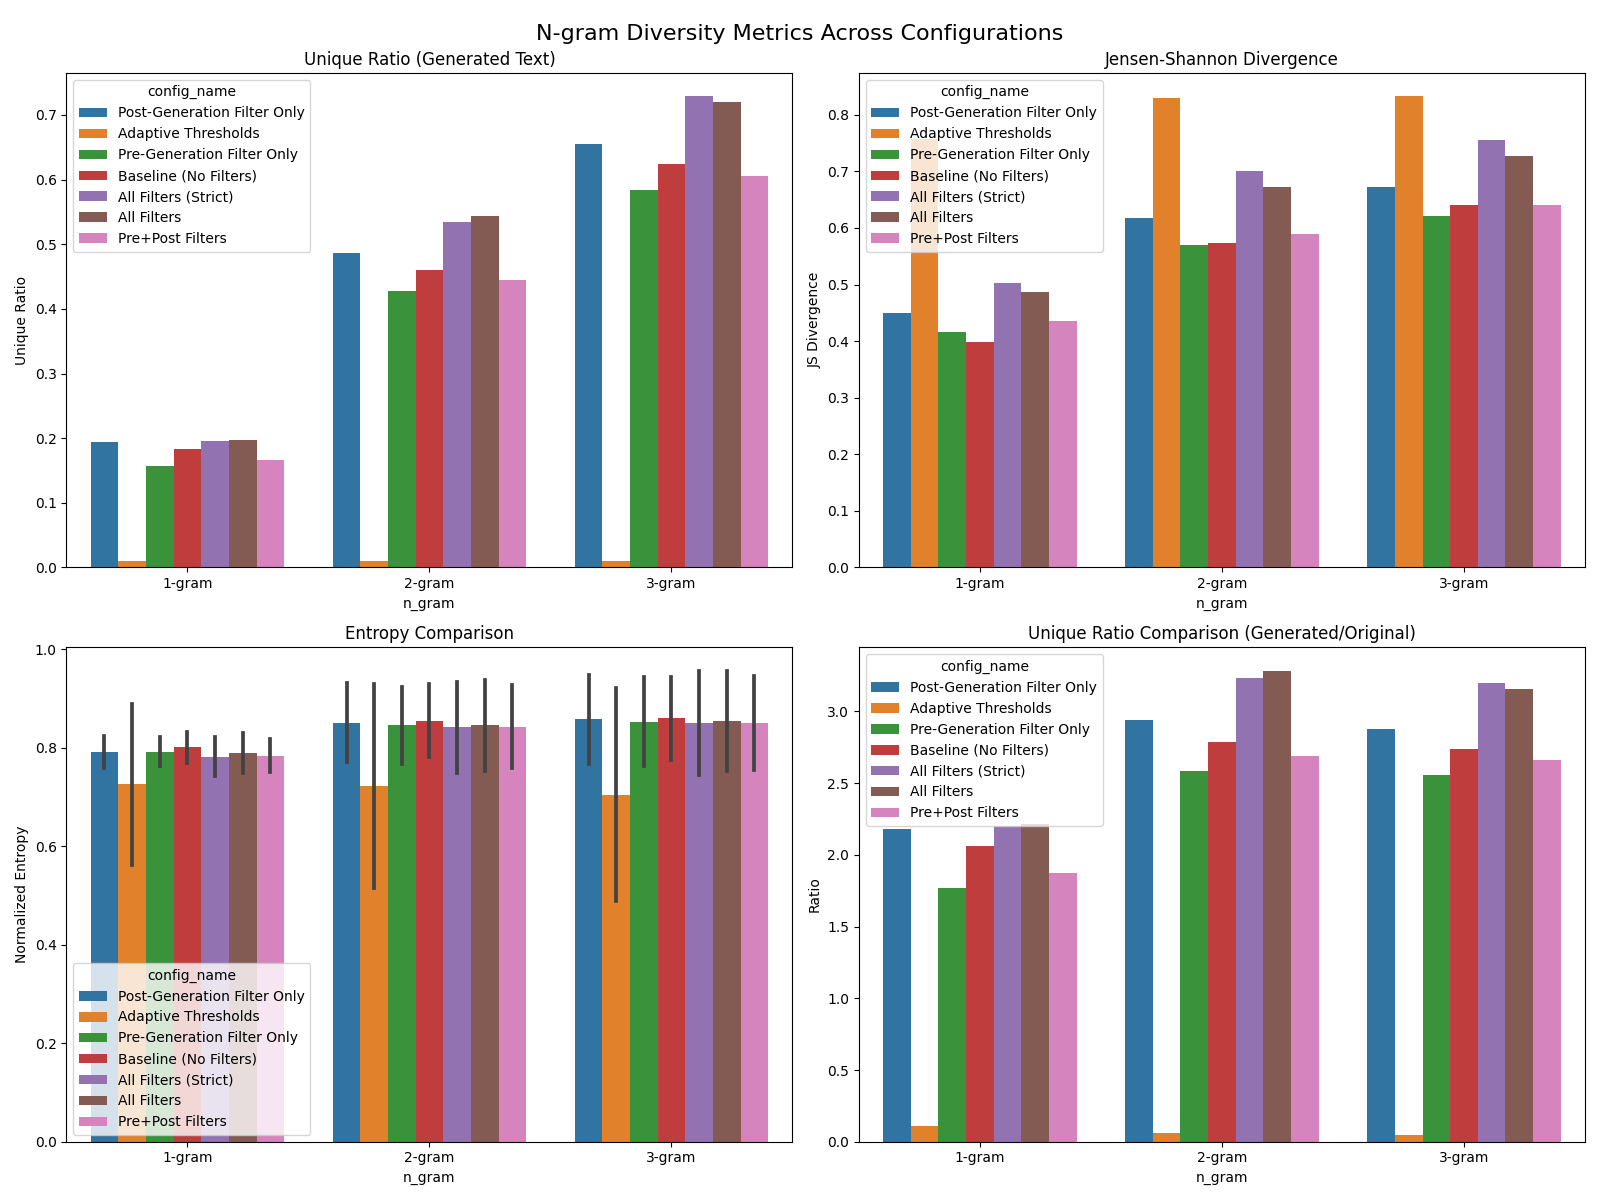 N-gram Diversity Metrics Across Configurations
Unique Ratio (Generated Text)
Unique Ratio
0.7
0.6
0.5
0.4
0.3
0.2
0.1
0.0
config_name
Post-Generation Filter Only
Adaptive Thresholds
Pre-Generation Filter Only
Baseline (No Filters)
All Filters (Strict)
All Filters
Pre+Post Filters
1-gram
2-gram
3-gram
n_gram
Jensen-Shannon Divergence
JS Divergence
0.8
0.7
0.6
0.5
0.4
0.3
0.2
0.1
0.0
config_name
Post-Generation Filter Only
Adaptive Thresholds
Pre-Generation Filter Only
Baseline (No Filters)
All Filters (Strict)
All Filters
Pre+Post Filters
1-gram
2-gram
3-gram
n_gram
Entropy Comparison
Normalized Entropy
1.0
0.8
0.6
0.4
0.2
0.0
config_name
Post-Generation Filter Only
Adaptive Thresholds
Pre-Generation Filter Only
Baseline (No Filters)
All Filters (Strict)
All Filters
Pre+Post Filters
1-gram
2-gram
3-gram
n_gram
Unique Ratio Comparison (Generated/Original)
Ratio
3.0
2.5
2.0
1.5
1.0
0.5
0.0
config_name
Post-Generation Filter Only
Adaptive Thresholds
Pre-Generation Filter Only
Baseline (No Filters)
All Filters (Strict)
All Filters
Pre+Post Filters
1-gram
2-gram
3-gram
n_gram